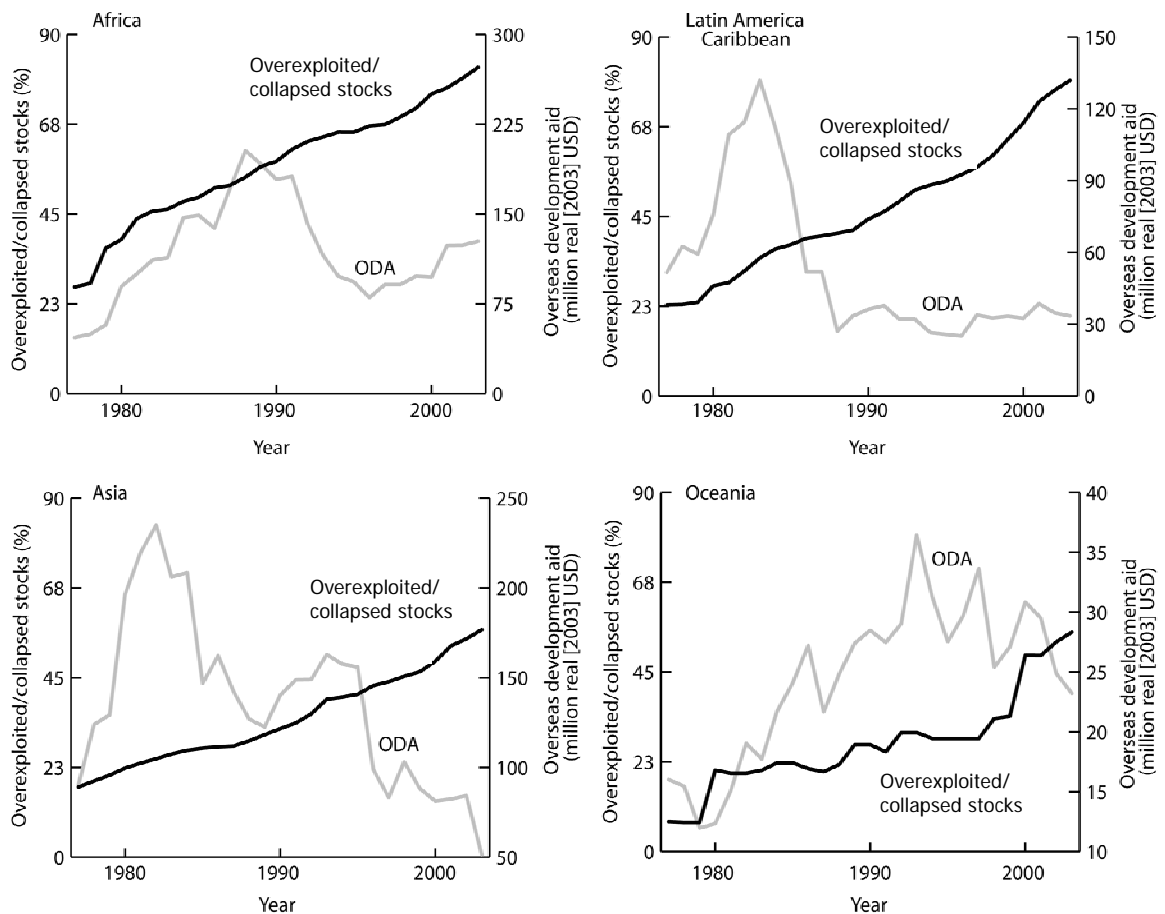 Africa
90
68
45
23
0
Overexploited/collapsed stocks (%)
300
225
150
75
0
Overseas development aid
(million real [2003] USD)
Overexploited/
collapsed stocks
ODA
1980
1990
2000
Year
Latin America
Caribbean
90
68
45
23
0
Overexploited/collapsed stocks (%)
150
120
90
60
30
0
Overseas development aid
(million real [2003] USD)
Overexploited/
collapsed stocks
ODA
1980
1990
2000
Year
Asia
90
68
45
23
0
Overexploited/collapsed stocks (%)
250
200
150
100
50
Overseas development aid
(million real [2003] USD)
Overexploited/
collapsed stocks
ODA
1980
1990
2000
Year
Oceania
90
68
45
23
0
Overexploited/collapsed stocks (%)
40
35
30
25
20
15
10
Overseas development aid
(million real [2003] USD)
ODA
Overexploited/
collapsed stocks
1980
1990
2000
Year